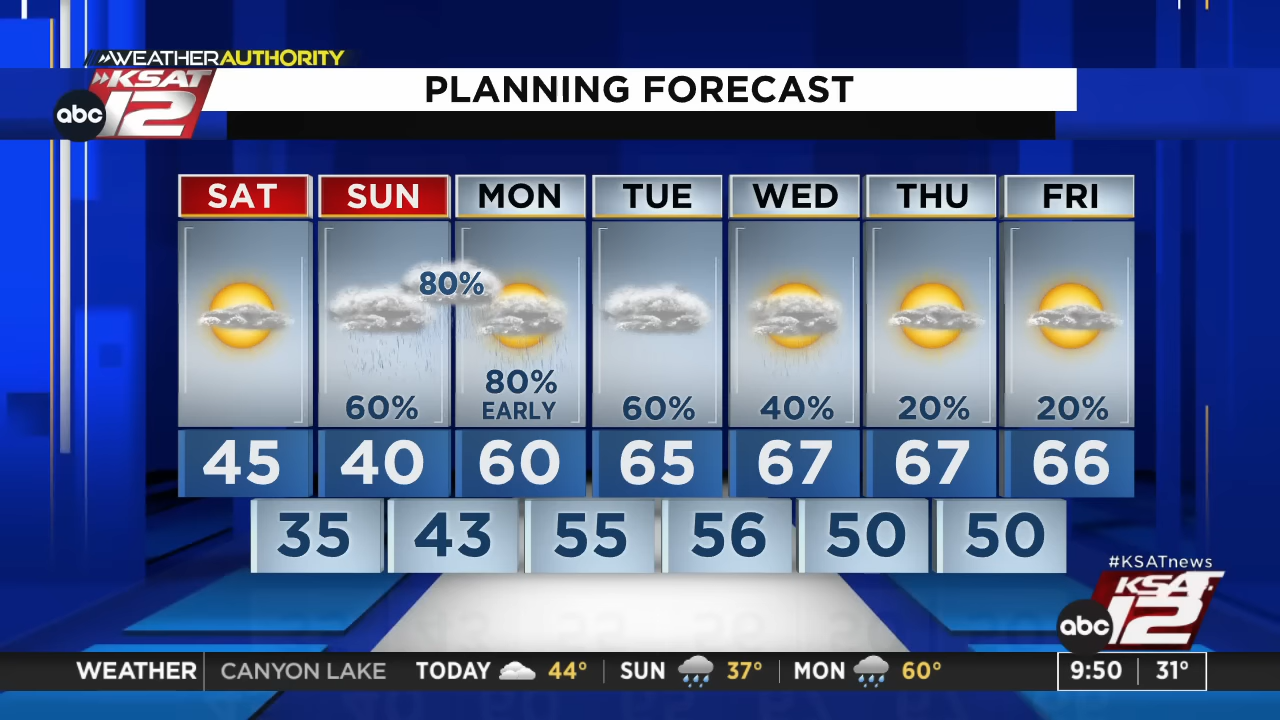 WEATHERAUTHORITY
KSAT
abc 12
PLANNING FORECAST
SAT SUN MON TUE WED THU FRI
80%
80%
60% EARLY 60% 40% 20% 20%
45 40 60 65 67 67 66
35 43 55 56 50 50
#KSATnews
KSAT
abc 12
WEATHER CANYON LAKE TODAY 44° SUN 37° MON 60° 9:50 31°